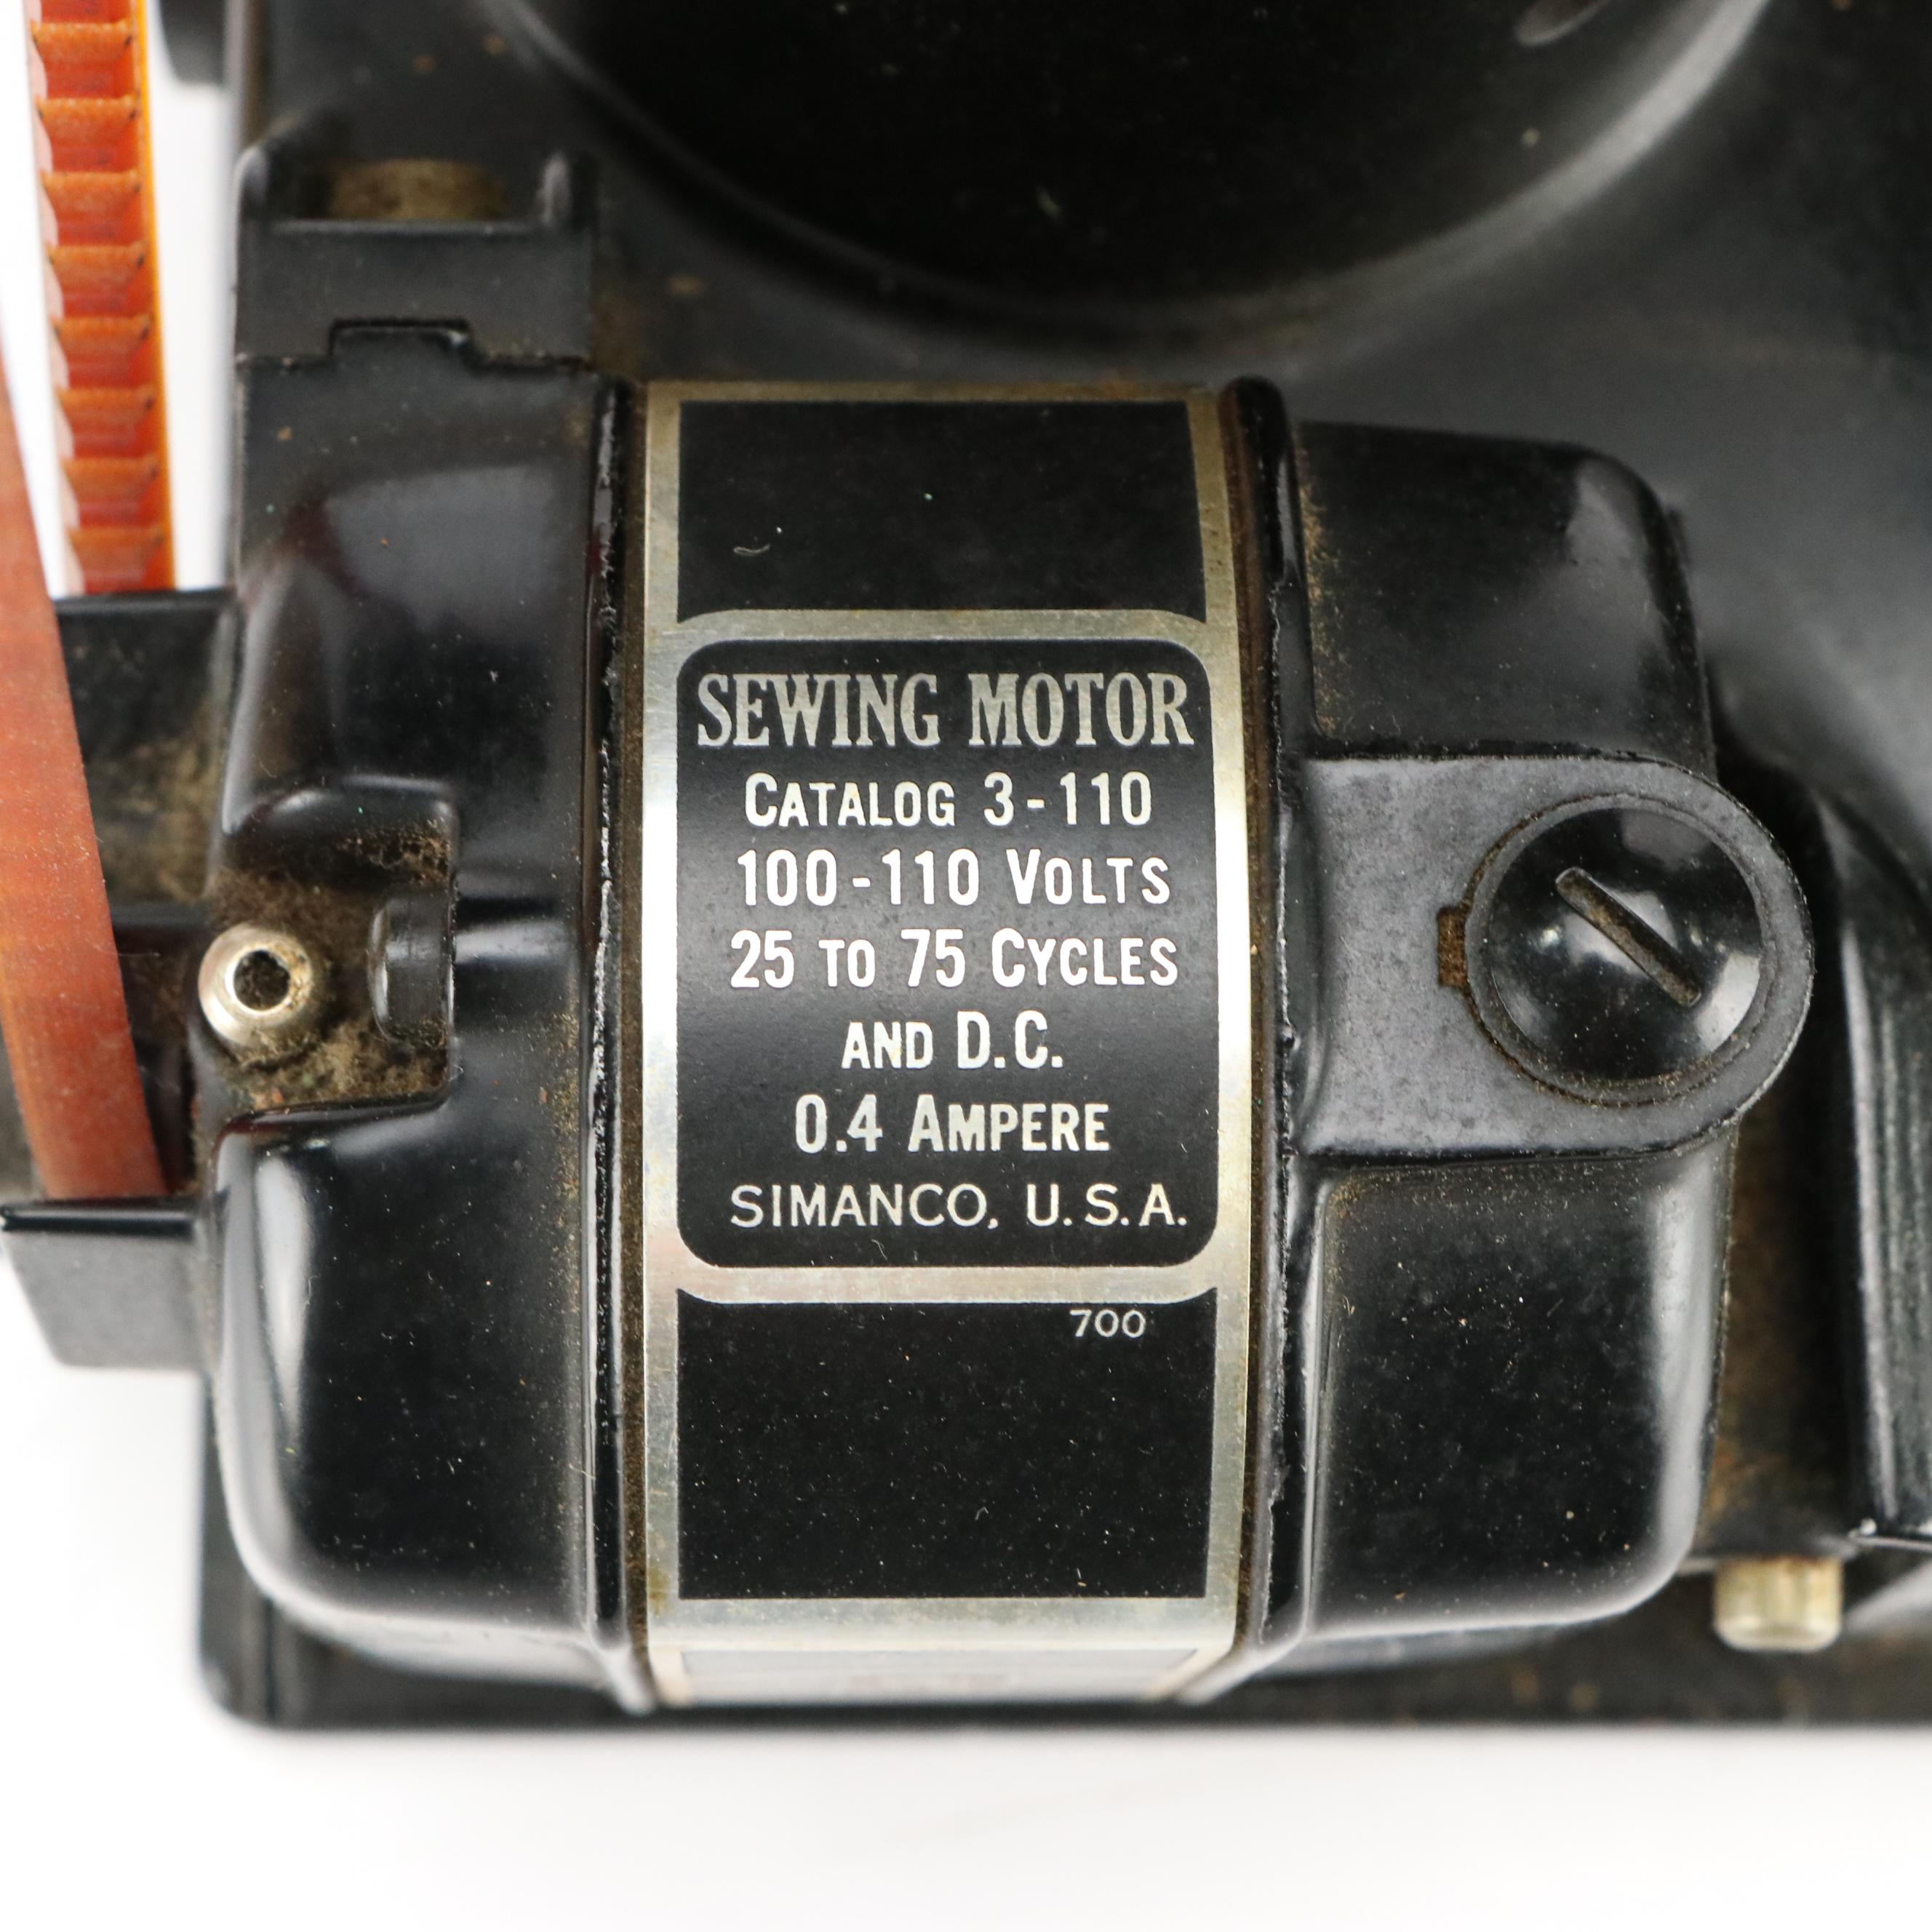 SEWING MOTOR
CATALOG 3-110
100-110 VOLTS
25 TO 75 CYCLES
AND D.C.
0.4 AMPERE
SIMANCO, U.S.A.
700